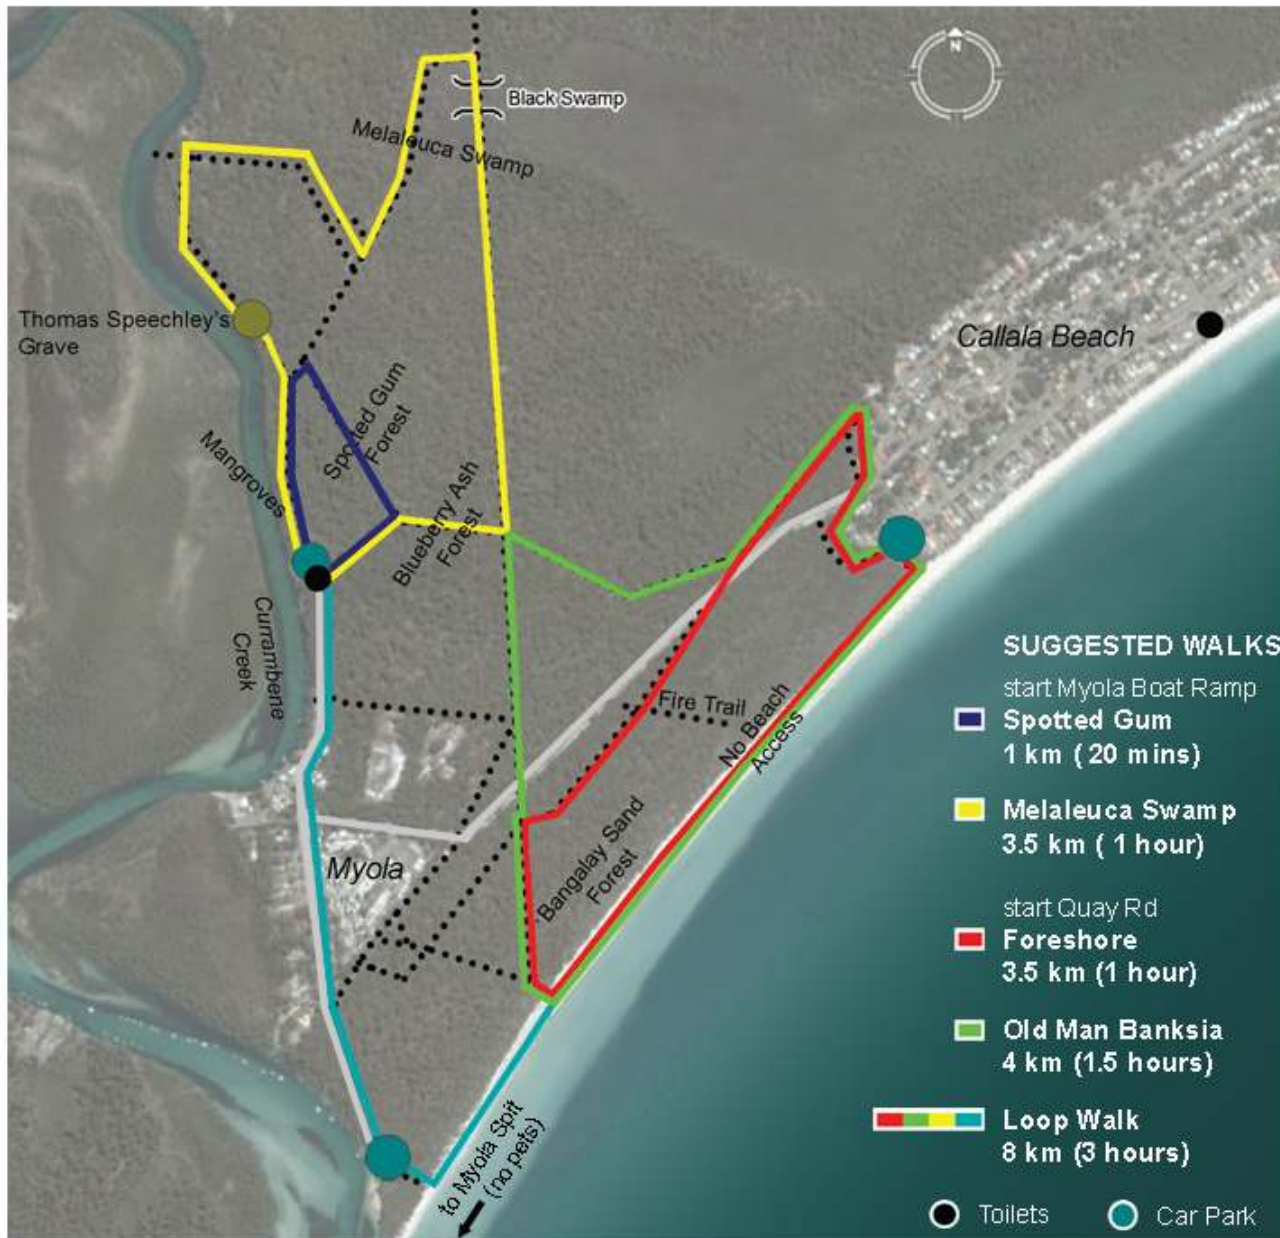 N
Black Swamp
Melaleuca Swamp
Thomas Speechley's
Grave
Callala Beach
Spotted Gum
Forest
Mangroves
Blueberry Ash
Forest
Currambene
Creek
Fire Trail
No Beach
Access
Bangalay Sand
Forest
Myola
to Myola Spit
(no pets)
SUGGESTED WALKS
start Myola Boat Ramp
Spotted Gum
1 km ( 20 mins)
Melaleuca Swamp
3.5 km ( 1 hour)
start Quay Rd
Foreshore
3.5 km (1 hour)
Old Man Banksia
4 km (1.5 hours)
Loop Walk
8 km (3 hours)
Toilets
Car Park